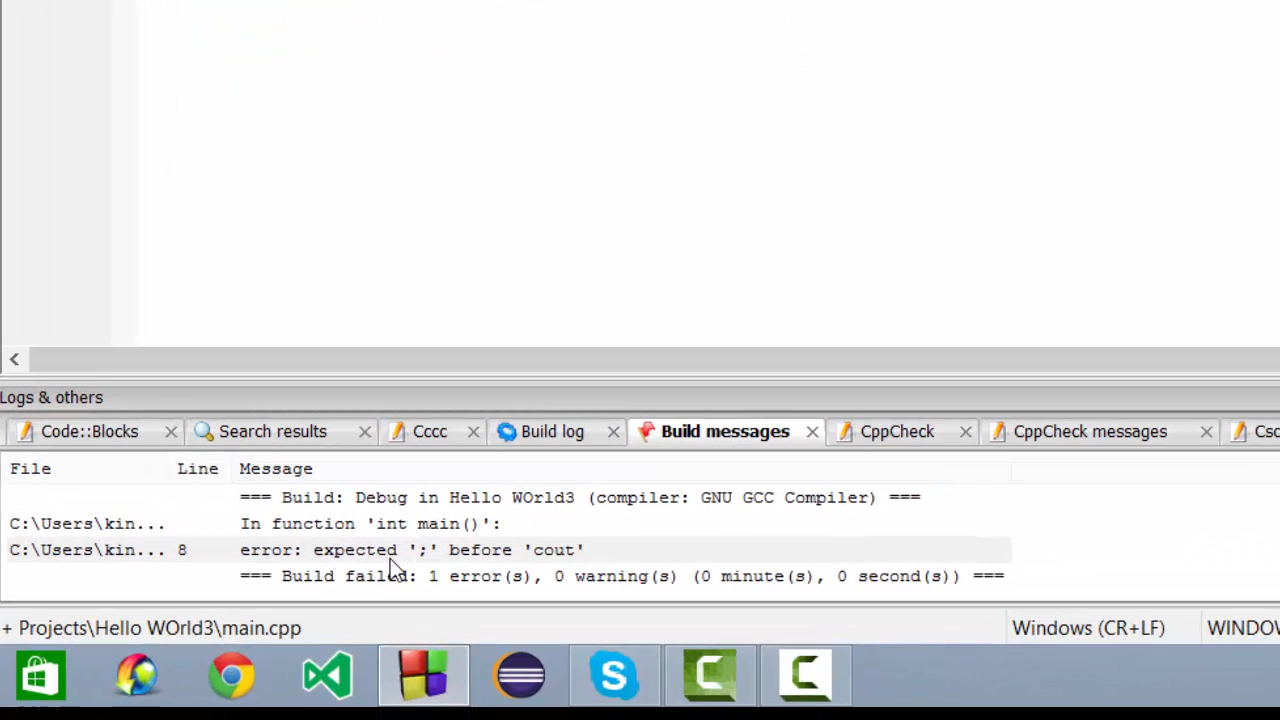 Logs & others
Code::Blocks Search results Cccc Build log Build messages CppCheck CppCheck messages Csc
File Line Message
=== Build: Debug in Hello WOrld3 (compiler: GNU GCC Compiler) ===
C:\Users\kin... In function 'int main()':
C:\Users\kin... 8 error: expected ';' before 'cout'
=== Build failed: 1 error(s), 0 warning(s) (0 minute(s), 0 second(s)) ===
+ Projects\Hello WOrld3\main.cpp Windows (CR+LF) WINDOW